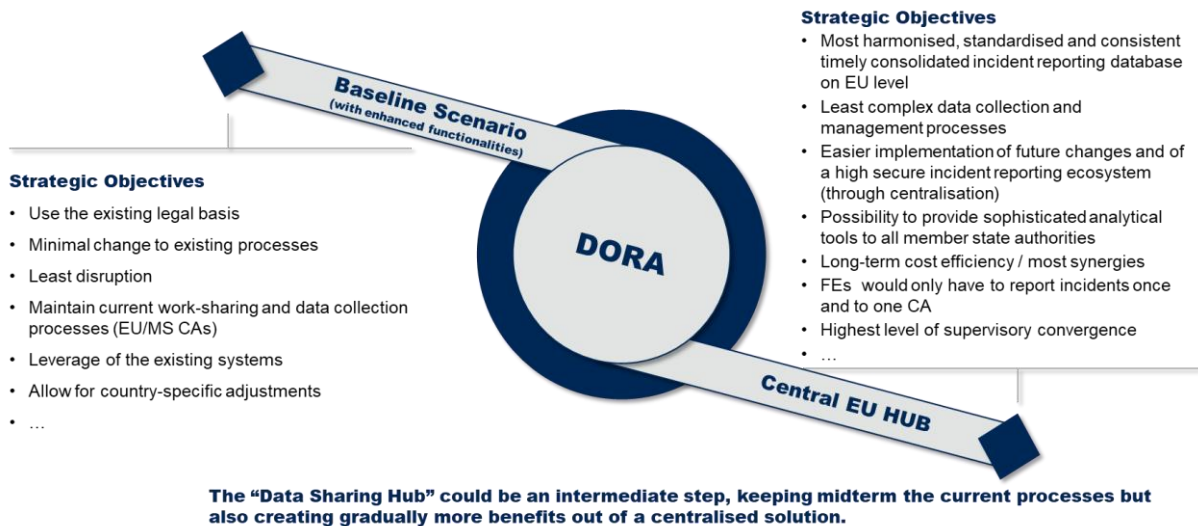 Baseline Scenario
(with enhanced functionalities)
Strategic Objectives
• Use the existing legal basis
• Minimal change to existing processes
• Least disruption
• Maintain current work-sharing and data collection
processes (EU/MS CAs)
• Leverage of the existing systems
• Allow for country-specific adjustments
• …
DORA
Strategic Objectives
• Most harmonised, standardised and consistent
timely consolidated incident reporting database
on EU level
• Least complex data collection and
management processes
• Easier implementation of future changes and of
a high secure incident reporting ecosystem
(through centralisation)
• Possibility to provide sophisticated analytical
tools to all member state authorities
• Long-term cost efficiency / most synergies
• FEs would only have to report incidents once
and to one CA
• Highest level of supervisory convergence
• …
Central EU HUB
The “Data Sharing Hub” could be an intermediate step, keeping midterm the current processes but
also creating gradually more benefits out of a centralised solution.